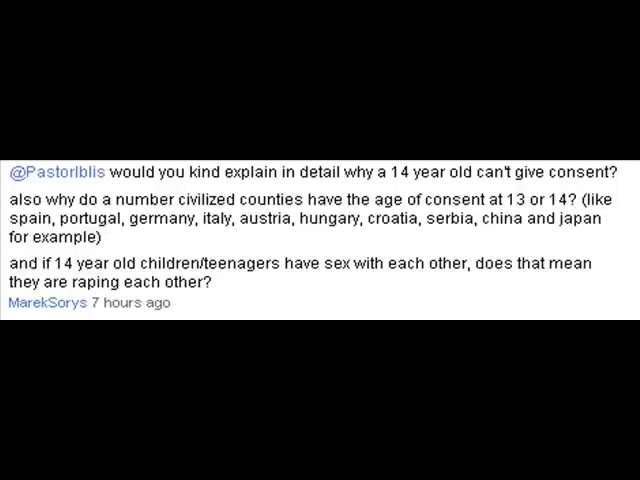 @PastorIblis would you kind explain in detail why a 14 year old can't give consent?
also why do a number civilized counties have the age of consent at 13 or 14? (like
spain, portugal, germany, italy, austria, hungary, croatia, serbia, china and japan
for example)
and if 14 year old children/teenagers have sex with each other, does that mean
they are raping each other?
MarekSorys 7 hours ago